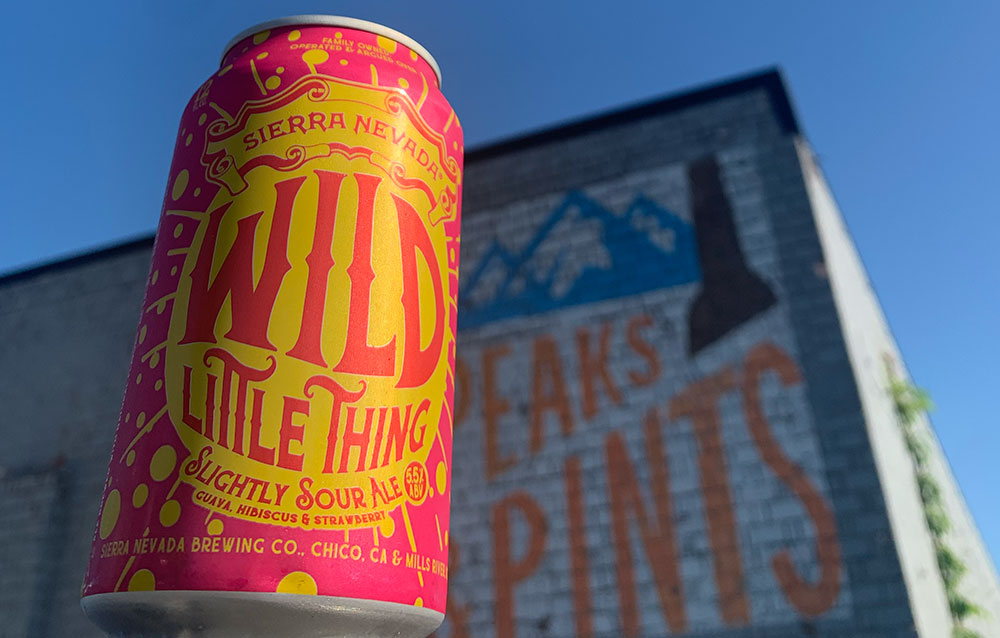 FAMILY OWNED
OPERATED & ARGUED OVER
SIERRA NEVADA
WILD
LITTLE THING
SLIGHTLY SOUR ALE
5.5% ABV
GUAVA, HIBISCUS & STRAWBERRY
SIERRA NEVADA BREWING CO., CHICO, CA & MILLS RIVER,
PEAKS
& PINTS